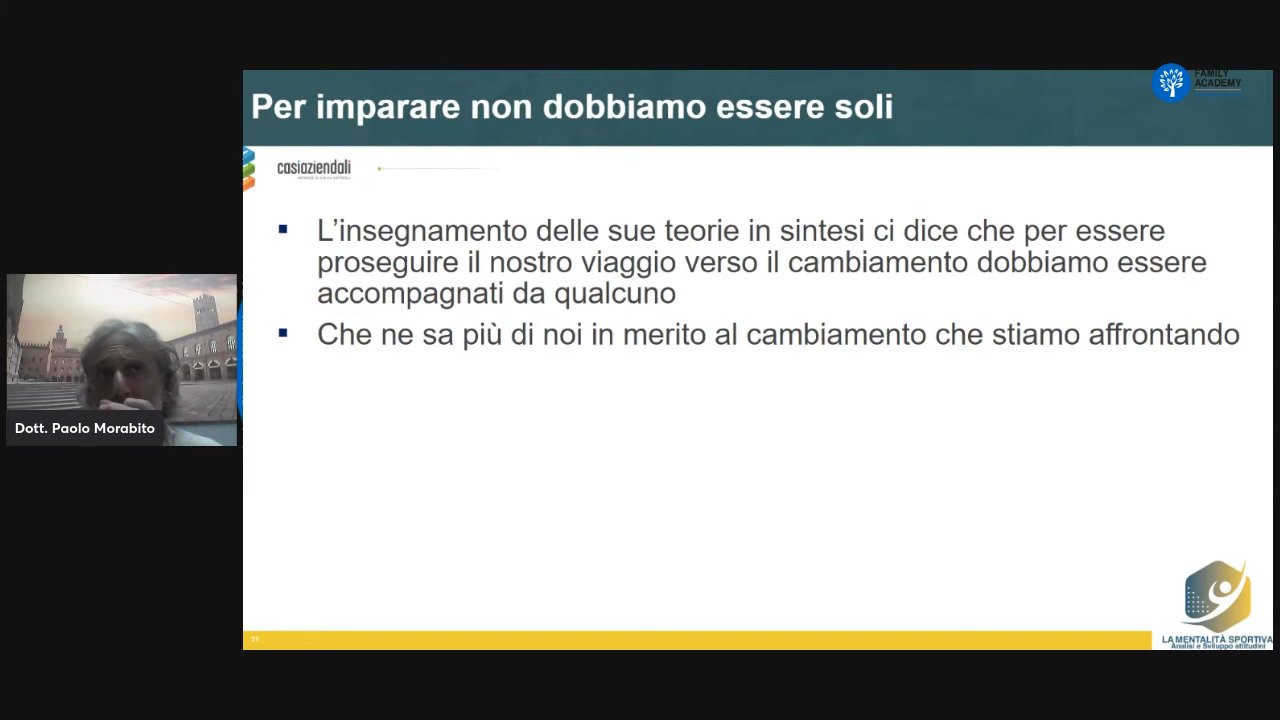 FAMILY
ACADEMY
Per imparare non dobbiamo essere soli
casiaziendali
L’insegnamento delle sue teorie in sintesi ci dice che per essere
proseguire il nostro viaggio verso il cambiamento dobbiamo essere
accompagnati da qualcuno
Che ne sa più di noi in merito al cambiamento che stiamo affrontando
Dott. Paolo Morabito
LA MENTALITÀ SPORTIVA
Analisi e Sviluppo attitudini